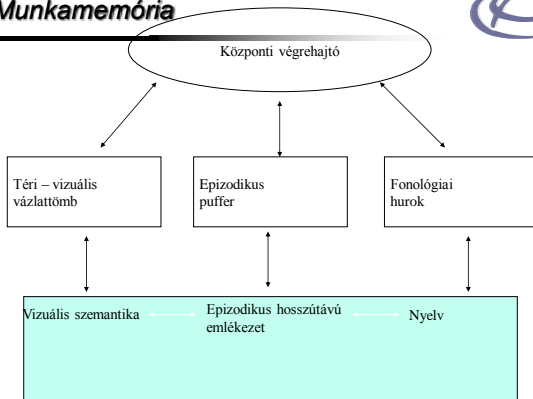 Munkamemória
Központi végrehajtó
Téri – vizuális
vázlattömb
Epizodikus
puffer
Fonológiai
hurok
Vizuális szemantika
Epizodikus hosszútávú
emlékezet
Nyelv